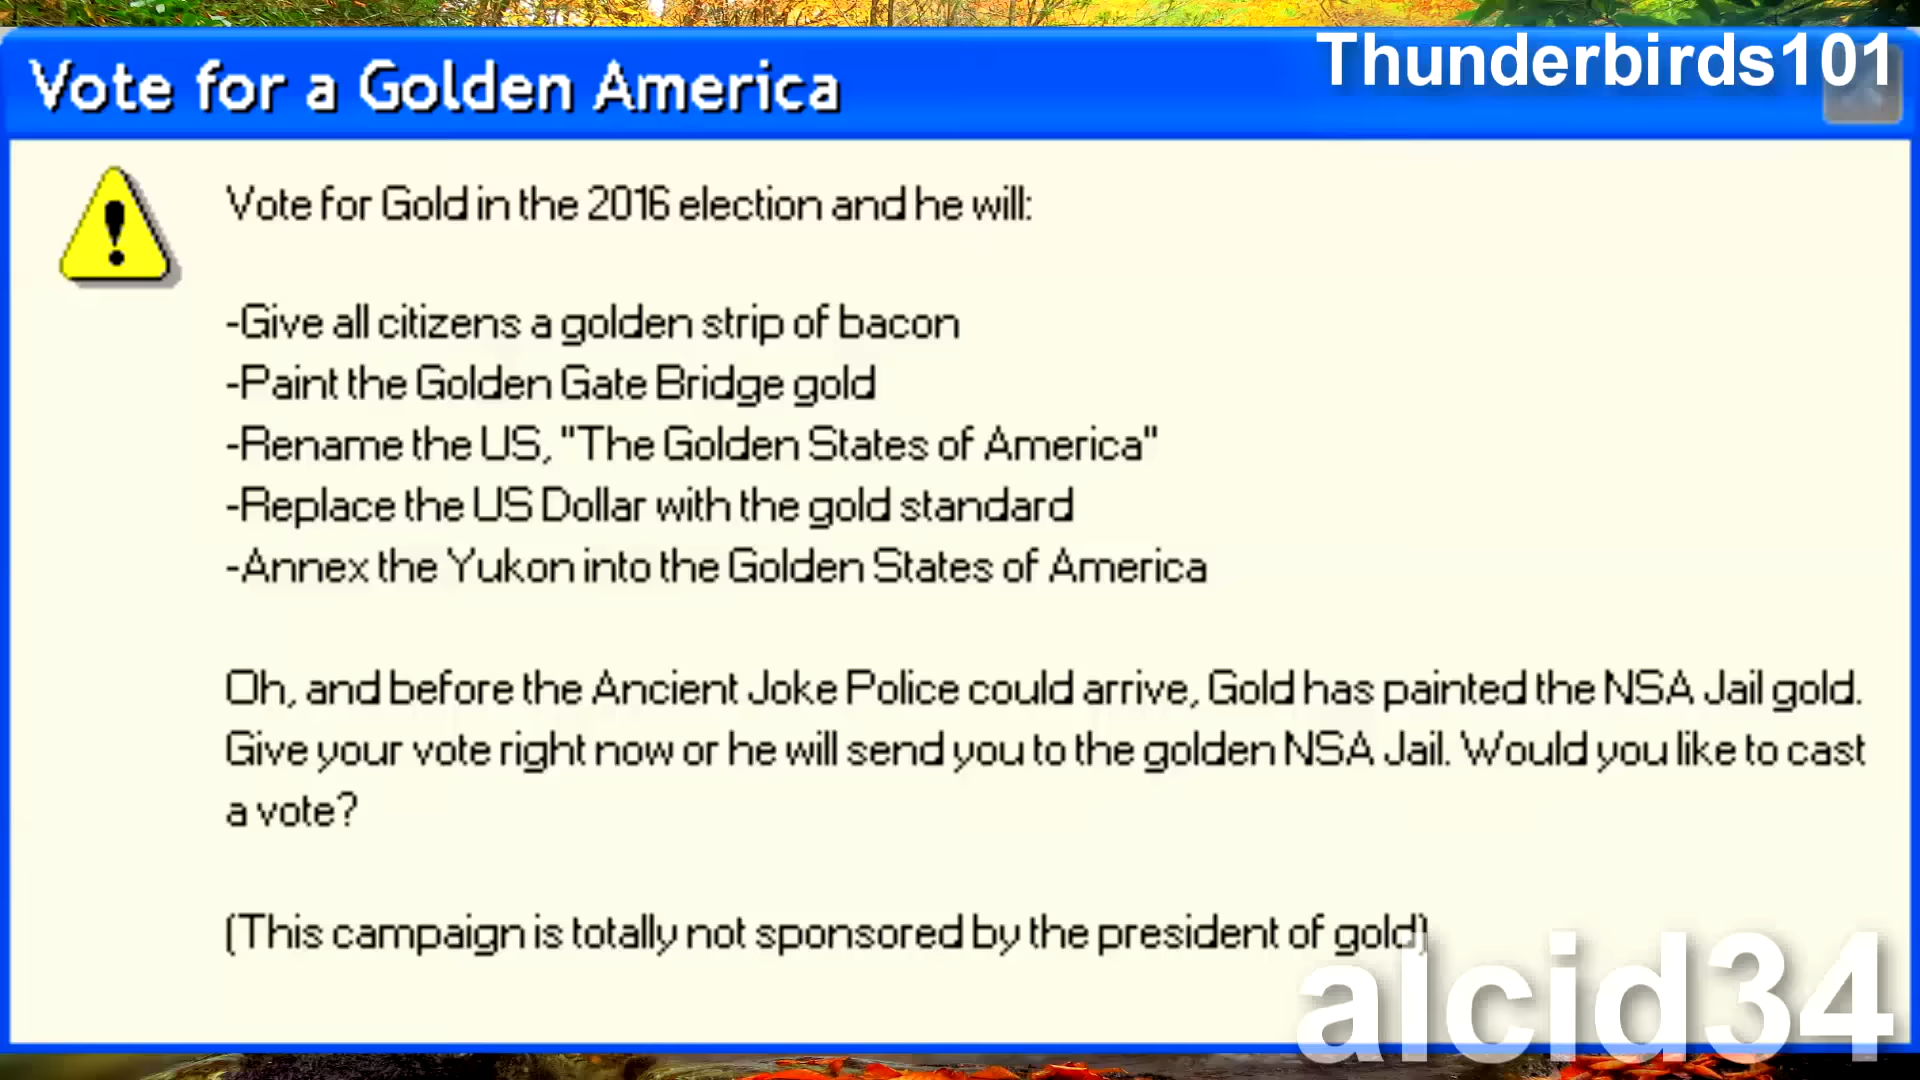 Thunderbirds101
Vote for a Golden America
Vote for Gold in the 2016 election and he will:
-Give all citizens a golden strip of bacon
-Paint the Golden Gate Bridge gold
-Rename the US, "The Golden States of America"
-Replace the US Dollar with the gold standard
-Annex the Yukon into the Golden States of America
Oh, and before the Ancient Joke Police could arrive, Gold has painted the NSA Jail gold.
Give your vote right now or he will send you to the golden NSA Jail. Would you like to cast
a vote?
(This campaign is totally not sponsored by the president of gold)
alcid34